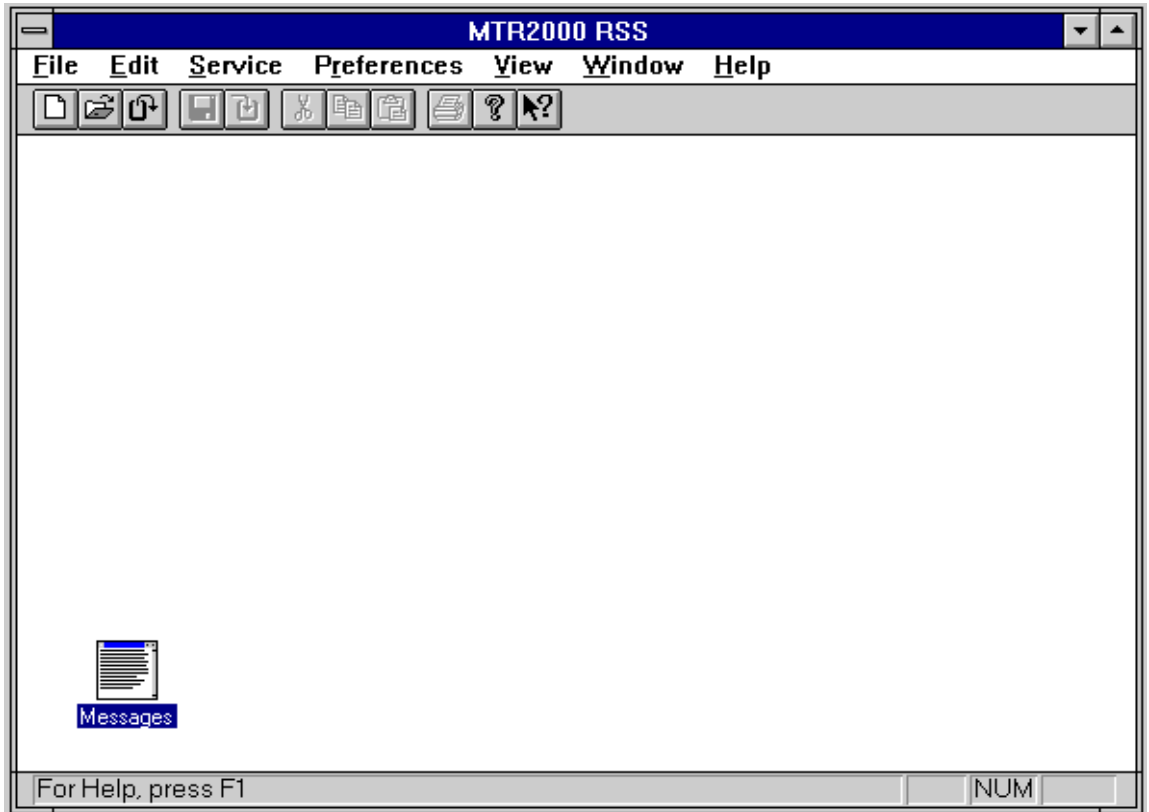 MTR2000 RSS
File Edit Service Preferences View Window Help
Messages
For Help, press F1 NUM